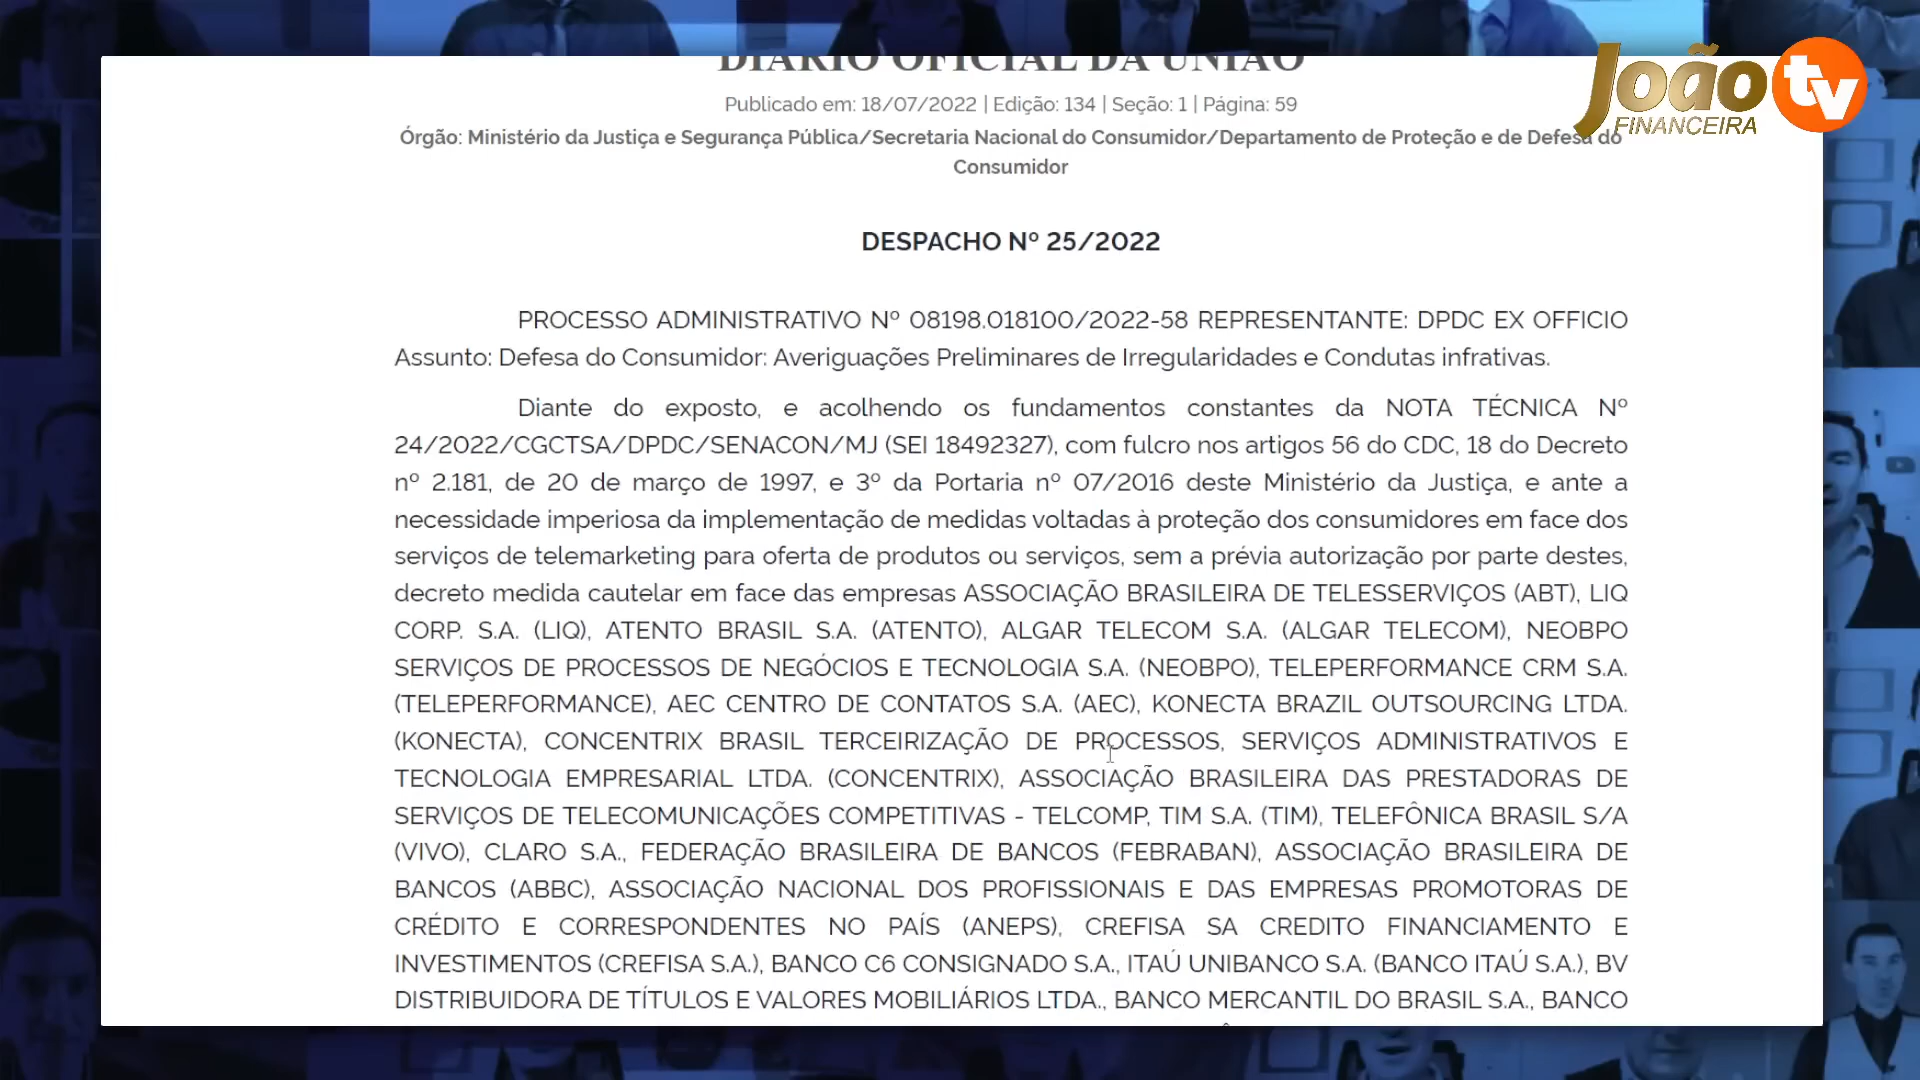 DIÁRIO OFICIAL DA UNIÃO
João tv
FINANCEIRA
Publicado em: 18/07/2022 | Edição: 134 | Seção: 1 | Página: 59
Órgão: Ministério da Justiça e Segurança Pública/Secretaria Nacional do Consumidor/Departamento de Proteção e de Defesa do
Consumidor
DESPACHO Nº 25/2022
PROCESSO ADMINISTRATIVO Nº 08198.018100/2022-58 REPRESENTANTE: DPDC EX OFFICIO
Assunto: Defesa do Consumidor: Averiguações Preliminares de Irregularidades e Condutas infrativas.
Diante do exposto, e acolhendo os fundamentos constantes da NOTA TÉCNICA Nº
24/2022/CGCTSA/DPDC/SENACON/MJ (SEI 18492327), com fulcro nos artigos 56 do CDC, 18 do Decreto
nº 2.181, de 20 de março de 1997, e 3º da Portaria nº 07/2016 deste Ministério da Justiça, e ante a
necessidade imperiosa da implementação de medidas voltadas à proteção dos consumidores em face dos
serviços de telemarketing para oferta de produtos ou serviços, sem a prévia autorização por parte destes,
decreto medida cautelar em face das empresas ASSOCIAÇÃO BRASILEIRA DE TELESSERVIÇOS (ABT), LIQ
CORP. S.A. (LIQ), ATENTO BRASIL S.A. (ATENTO), ALGAR TELECOM S.A. (ALGAR TELECOM), NEOBPO
SERVIÇOS DE PROCESSOS DE NEGÓCIOS E TECNOLOGIA S.A. (NEOBPO), TELEPERFORMANCE CRM S.A.
(TELEPERFORMANCE), AEC CENTRO DE CONTATOS S.A. (AEC), KONECTA BRAZIL OUTSOURCING LTDA.
(KONECTA), CONCENTRIX BRASIL TERCEIRIZAÇÃO DE PROCESSOS, SERVIÇOS ADMINISTRATIVOS E
TECNOLOGIA EMPRESARIAL LTDA. (CONCENTRIX), ASSOCIAÇÃO BRASILEIRA DAS PRESTADORAS DE
SERVIÇOS DE TELECOMUNICAÇÕES COMPETITIVAS - TELCOMP, TIM S.A. (TIM), TELEFÔNICA BRASIL S/A
(VIVO), CLARO S.A., FEDERAÇÃO BRASILEIRA DE BANCOS (FEBRABAN), ASSOCIAÇÃO BRASILEIRA DE
BANCOS (ABBC), ASSOCIAÇÃO NACIONAL DOS PROFISSIONAIS E DAS EMPRESAS PROMOTORAS DE
CRÉDITO E CORRESPONDENTES NO PAÍS (ANEPS), CREFISA SA CREDITO FINANCIAMENTO E
INVESTIMENTOS (CREFISA S.A.), BANCO C6 CONSIGNADO S.A., ITAÚ UNIBANCO S.A. (BANCO ITAÚ S.A.), BV
DISTRIBUIDORA DE TÍTULOS E VALORES MOBILIÁRIOS LTDA., BANCO MERCANTIL DO BRASIL S.A., BANCO